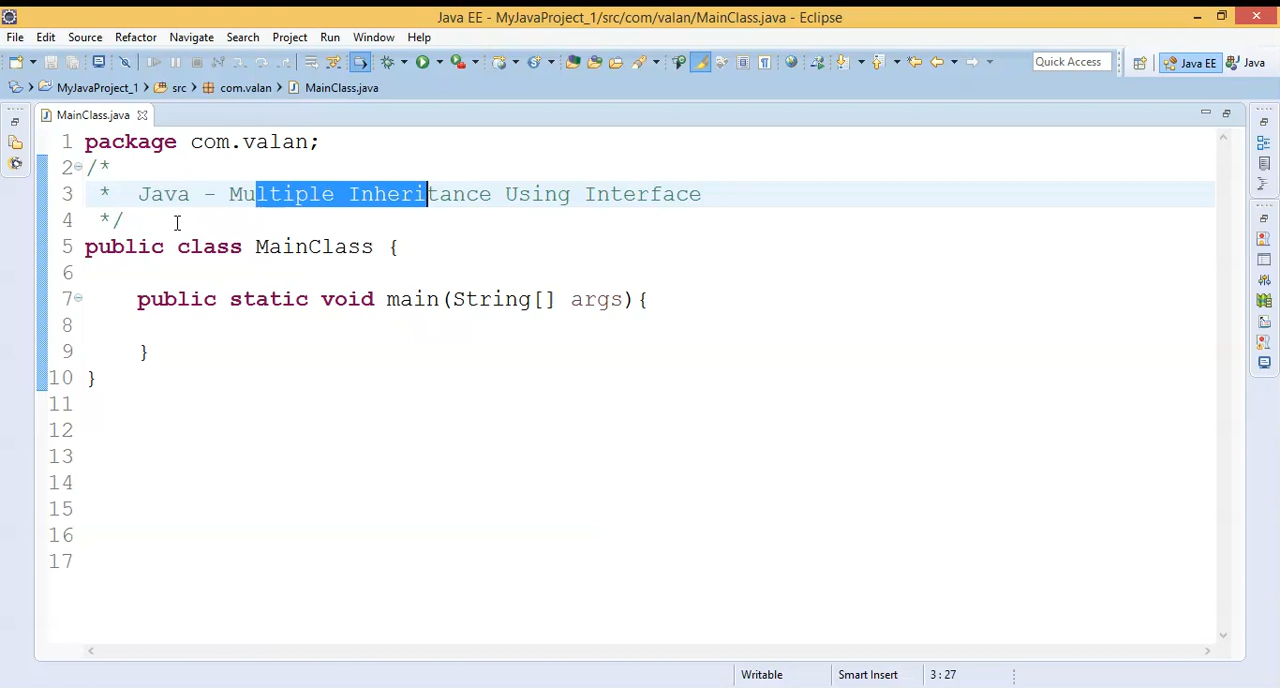 Java EE - MyJavaProject_1/src/com/valan/MainClass.java - Eclipse
File Edit Source Refactor Navigate Search Project Run Window Help
Quick Access Java EE Java
MyJavaProject_1 src com.valan MainClass.java
MainClass.java
1 package com.valan;
2 /*
3 * Java - Multiple Inheritance Using Interface
4 */
5 public class MainClass {
6
7 public static void main(String[] args){
8
9 }
10 }
11
12
13
14
15
16
17
Writable Smart Insert 3 : 27